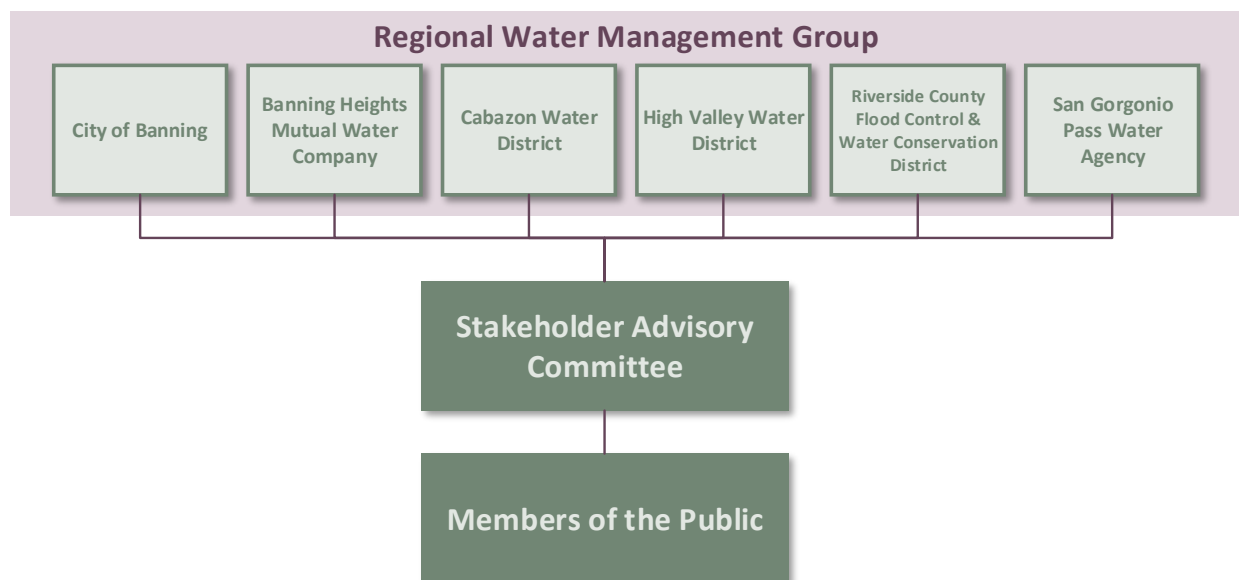 Regional Water Management Group
City of Banning
Banning Heights
Mutual Water
Company
Cabazon Water
District
High Valley Water
District
Riverside County
Flood Control &
Water Conservation
District
San Gorgonio
Pass Water
Agency
Stakeholder Advisory
Committee
Members of the Public